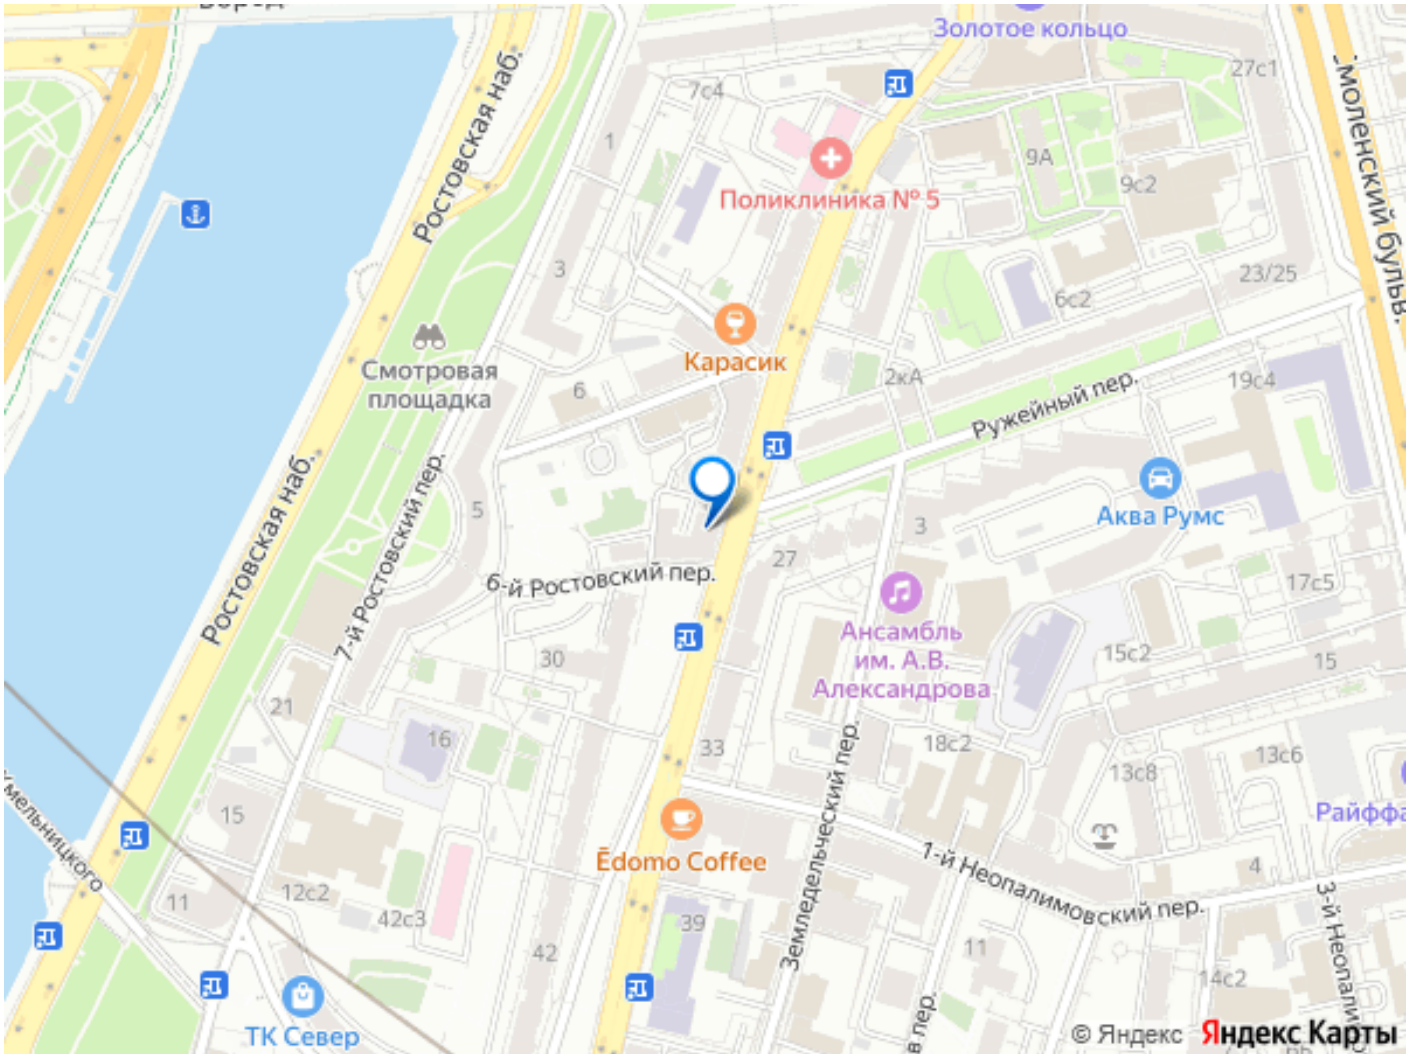 Золотое кольцо
27с1
7с4
Смоленский бульв.
Ростовская наб.
1
9А
9с2
Поликлиника № 5
3
23/25
6с2
Карасик
Смотровая
площадка
6
2кА
19с4
Ружейный пер.
5
Аква Румс
3
27
Ростовская наб.
7-й Ростовский пер.
6-й Ростовский пер.
17с5
Ансамбль
им. А.В.
Александрова
15с2
15
30
21
16
33
18с2
13с6
13с8
15
Райффа
Ēdomo Coffee
Земледельческий пер.
1-й Неопалимовский пер.
4
3-й Неопали
Хмельницкого
11
12с2
42с3
39
42
11
14с2
в пер.
ТК Север
© Яндекс Яндекс Карты